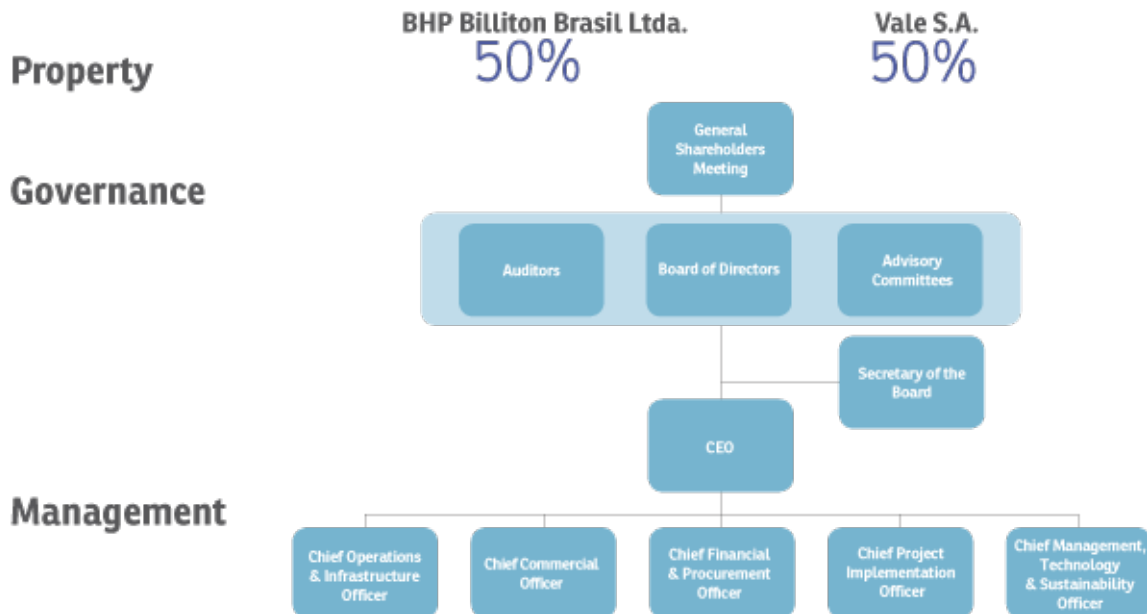 BHP Billiton Brasil Ltda.
Vale S.A.
Property
50%
50%
General
Shareholders
Meeting
Governance
Auditors
Board of Directors
Advisory
Committees
Secretary of the
Board
CEO
Management
Chief Operations
& Infrastructure
Officer
Chief Commercial
Officer
Chief Financial
& Procurement
Officer
Chief Project
Implementation
Officer
Chief Management,
Technology
& Sustainability
Officer